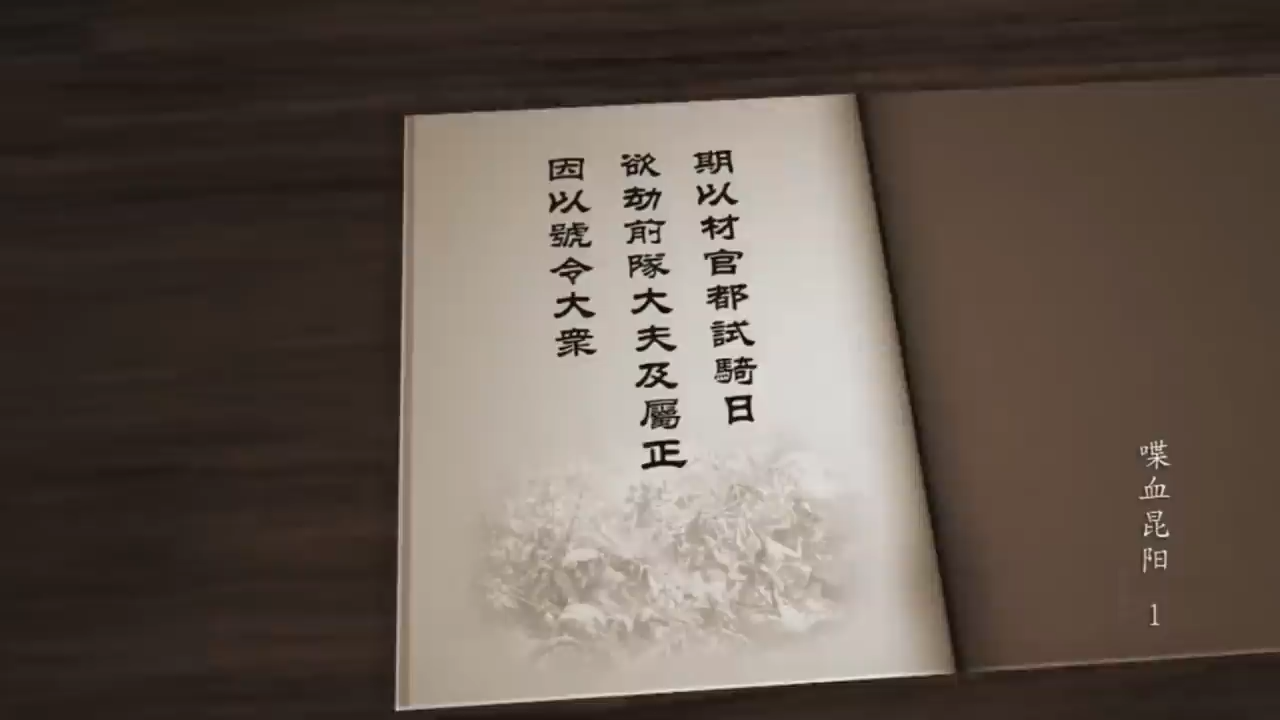 期以材官都試騎日
欲劫前隊大夫及屬正
因以號令大衆
喋血昆阳 1